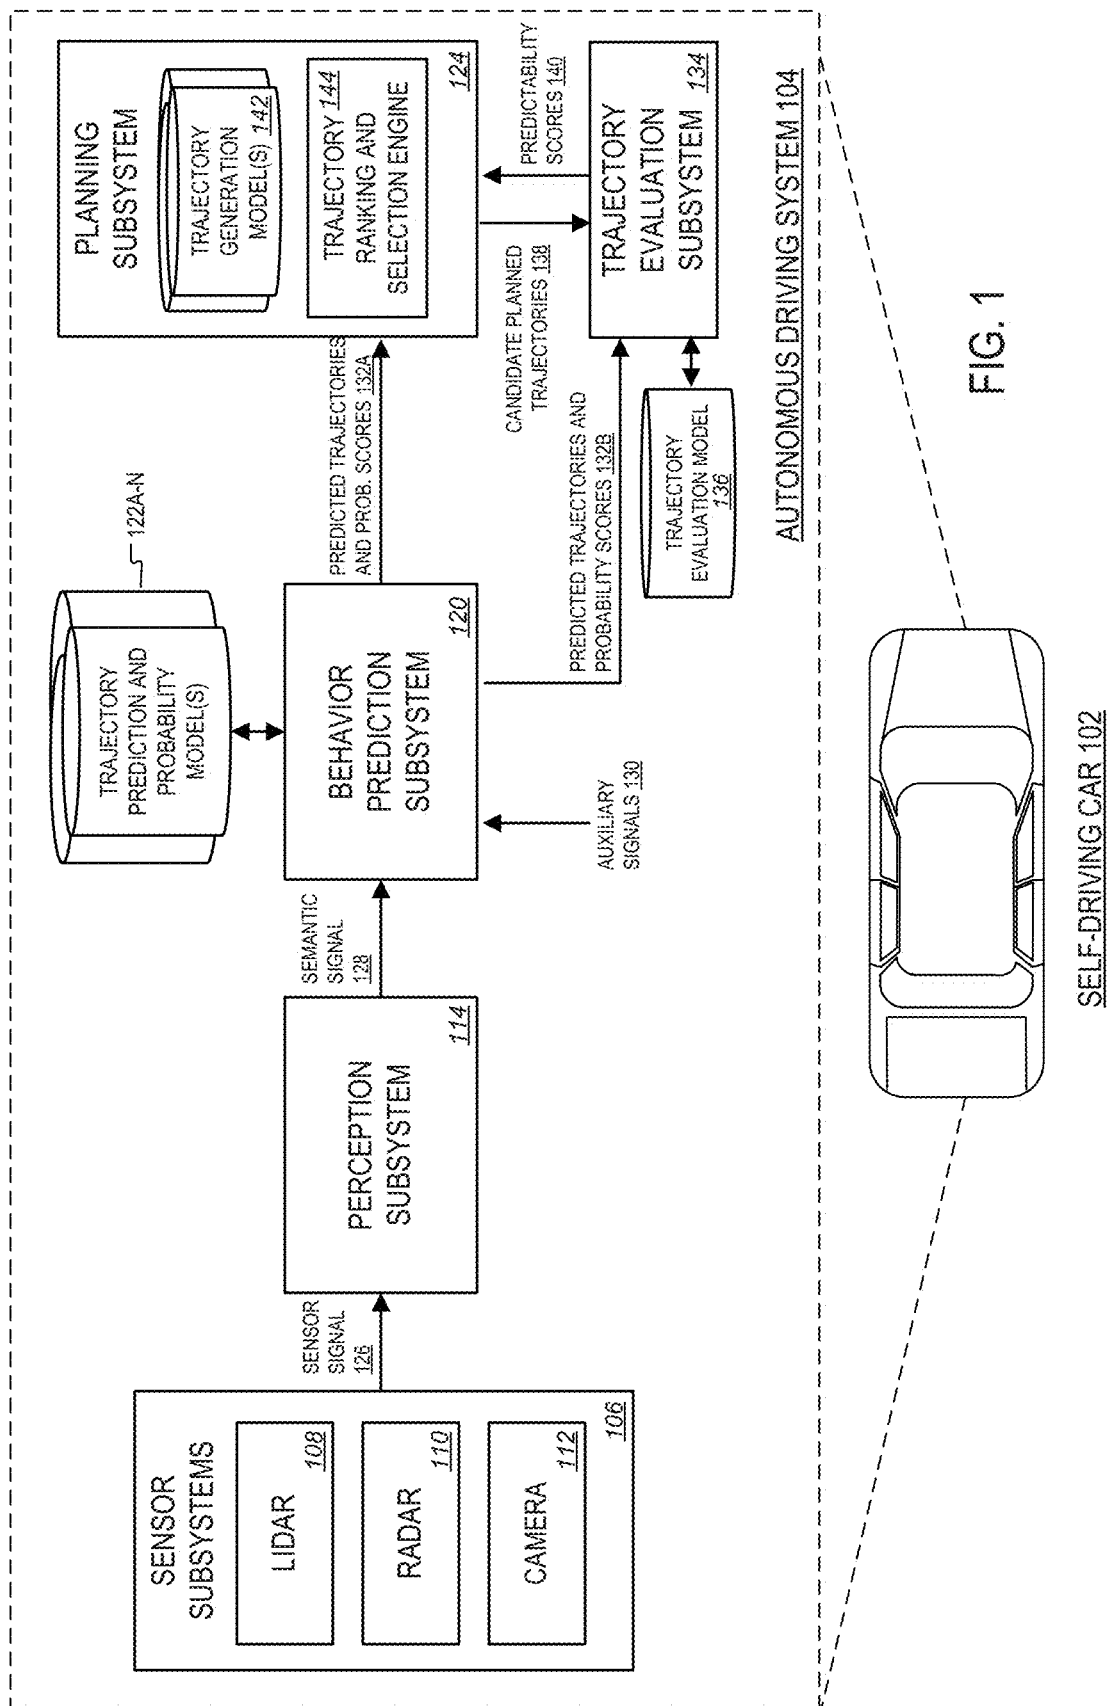 SENSOR
SUBSYSTEMS
LIDAR
108
RADAR
110
CAMERA
112
106
SENSOR
SIGNAL
126
PERCEPTION
SUBSYSTEM
114
SEMANTIC
SIGNAL
128
TRAJECTORY
PREDICTION AND
PROBABILITY
MODEL(S)
122A-N
BEHAVIOR
PREDICTION
SUBSYSTEM
120
AUXILIARY
SIGNALS 130
PREDICTED TRAJECTORIES
AND PROB. SCORES 132A
PREDICTED TRAJECTORIES AND
PROBABILITY SCORES 132B
PLANNING
SUBSYSTEM
TRAJECTORY
GENERATION
MODEL(S) 142
TRAJECTORY 144
RANKING AND
SELECTION ENGINE
124
CANDIDATE PLANNED
TRAJECTORIES 138
PREDICTABILITY
SCORES 140
TRAJECTORY
EVALUATION
SUBSYSTEM 134
TRAJECTORY
EVALUATION MODEL
136
AUTONOMOUS DRIVING SYSTEM 104
SELF-DRIVING CAR 102
FIG. 1